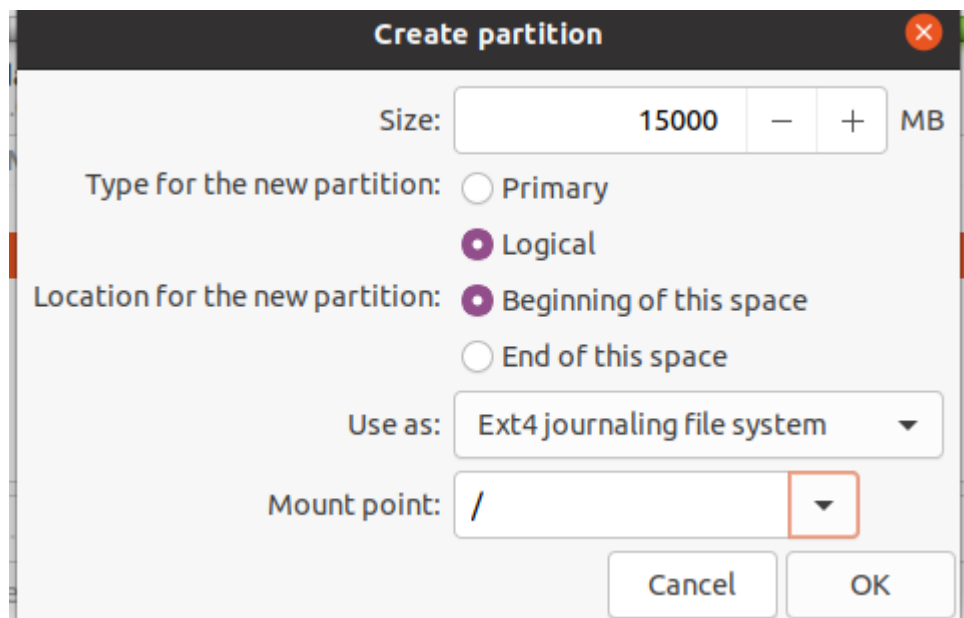 Create partition
Size: 15000 − + MB
Type for the new partition: Primary
Logical
Location for the new partition: Beginning of this space
End of this space
Use as: Ext4 journaling file system
Mount point: /
Cancel OK